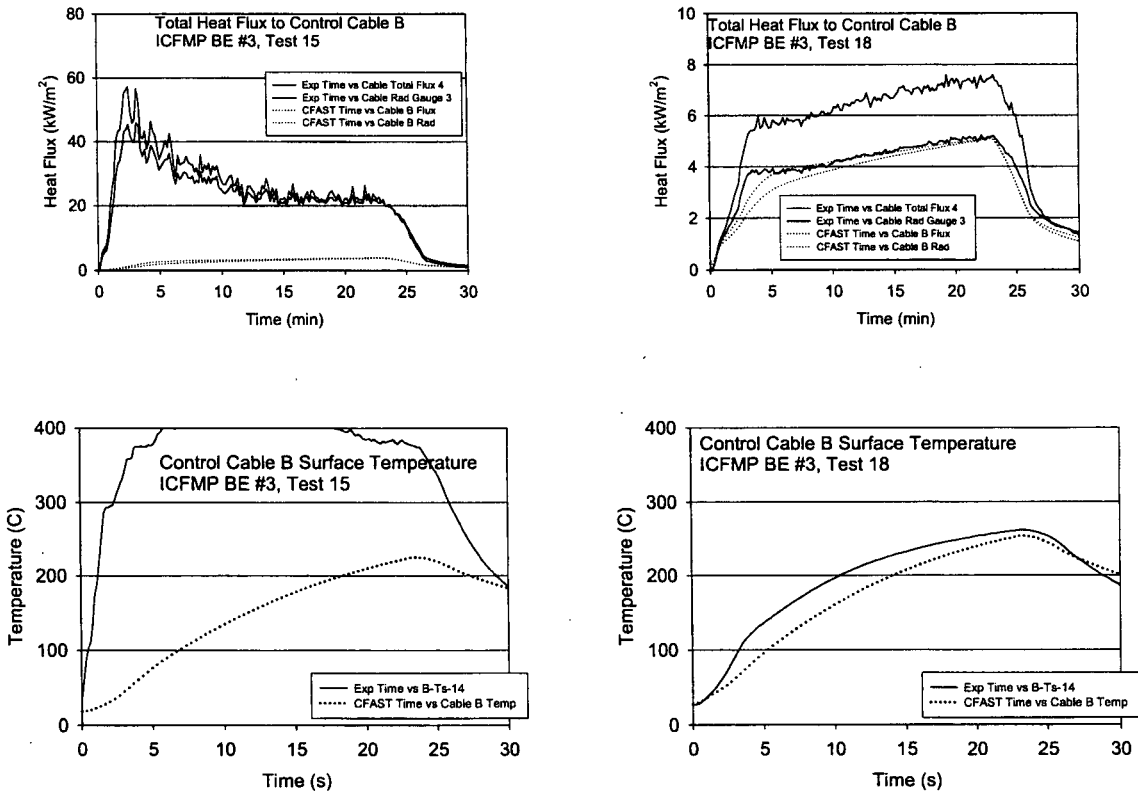 Total Heat Flux to Control Cable B
ICFMP BE #3, Test 15
Exp Time vs Cable Total Flux 4
Exp Time vs Cable Rad Gauge 3
CFAST Time vs Cable B Flux
CFAST Time vs Cable B Rad
Heat Flux (kW/m²)
80
60
40
20
0
0 5 10 15 20 25 30
Time (min)
Total Heat Flux to Control Cable B
ICFMP BE #3, Test 18
Exp Time vs Cable Total Flux 4
Exp Time vs Cable Rad Gauge 3
CFAST Time vs Cable B Flux
CFAST Time vs Cable B Rad
Heat Flux (kW/m²)
10
8
6
4
2
0
0 5 10 15 20 25 30
Time (min)
Control Cable B Surface Temperature
ICFMP BE #3, Test 15
Exp Time vs B-Ts-14
CFAST Time vs Cable B Temp
Temperature (C)
400
300
200
100
0
0 5 10 15 20 25 30
Time (s)
Control Cable B Surface Temperature
ICFMP BE #3, Test 18
Exp Time vs B-Ts-14
CFAST Time vs Cable B Temp
Temperature (C)
400
300
200
100
0
0 5 10 15 20 25 30
Time (s)